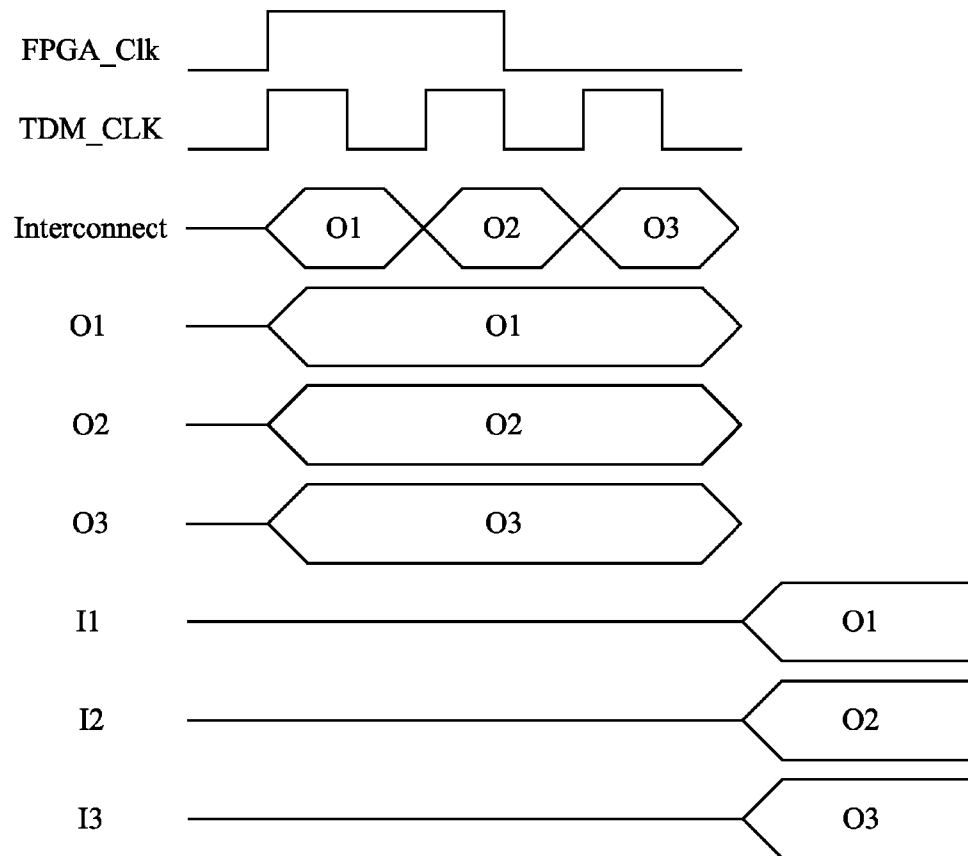 FPGA_Clk
TDM_CLK
Interconnect O1 O2 O3
O1 O1
O2 O2
O3 O3
I1 O1
I2 O2
I3 O3